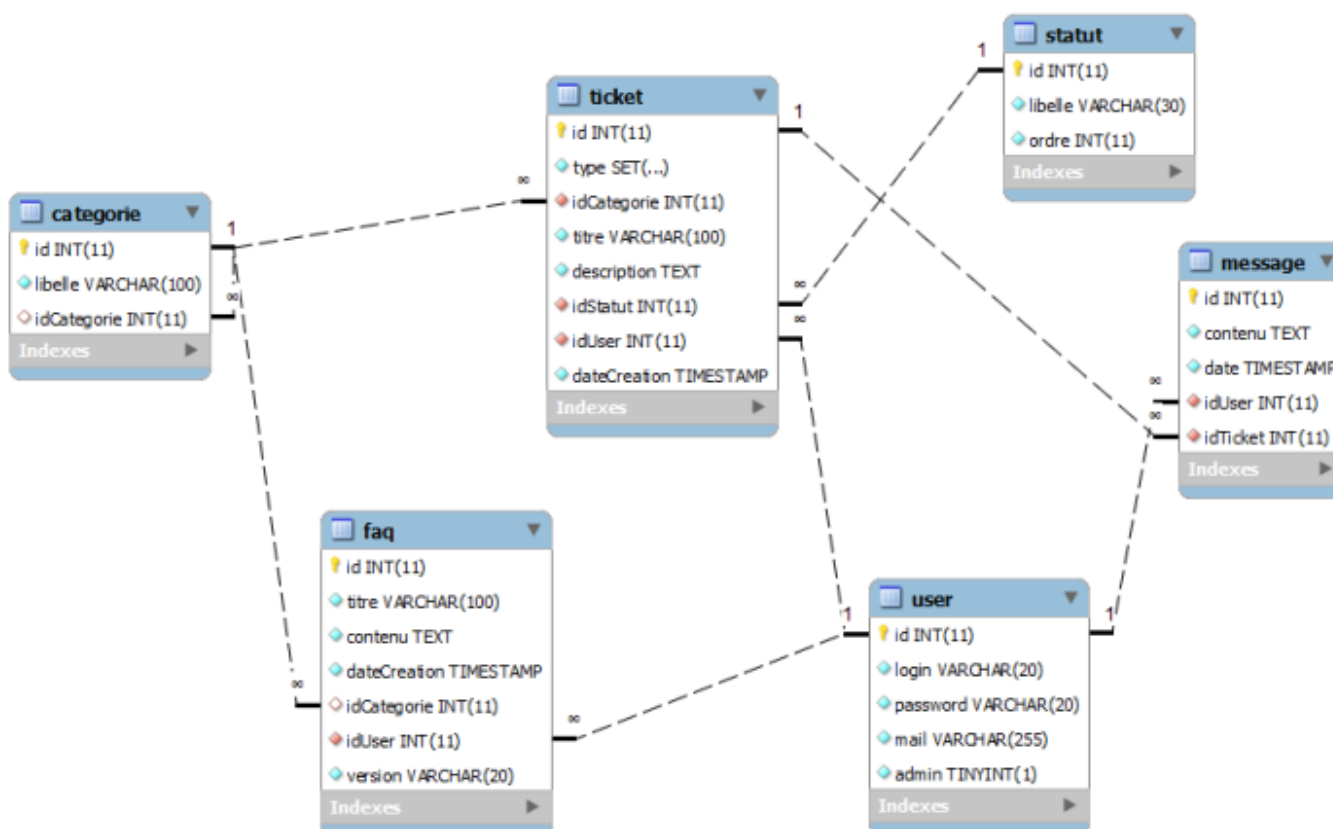 categorie
id INT(11)
libelle VARCHAR(100)
idCategorie INT(11)
Indexes
1
∞
∞
ticket
id INT(11)
type SET(...)
idCategorie INT(11)
titre VARCHAR(100)
description TEXT
idStatut INT(11)
idUser INT(11)
dateCreation TIMESTAMP
Indexes
1
∞
∞
1
statut
id INT(11)
libelle VARCHAR(30)
ordre INT(11)
Indexes
message
id INT(11)
contenu TEXT
date TIMESTAMP
idUser INT(11)
idTicket INT(11)
Indexes
∞
∞
faq
id INT(11)
titre VARCHAR(100)
contenu TEXT
dateCreation TIMESTAMP
idCategorie INT(11)
idUser INT(11)
version VARCHAR(20)
Indexes
∞
∞
1
user
id INT(11)
login VARCHAR(20)
password VARCHAR(20)
mail VARCHAR(255)
admin TINYINT(1)
Indexes
1